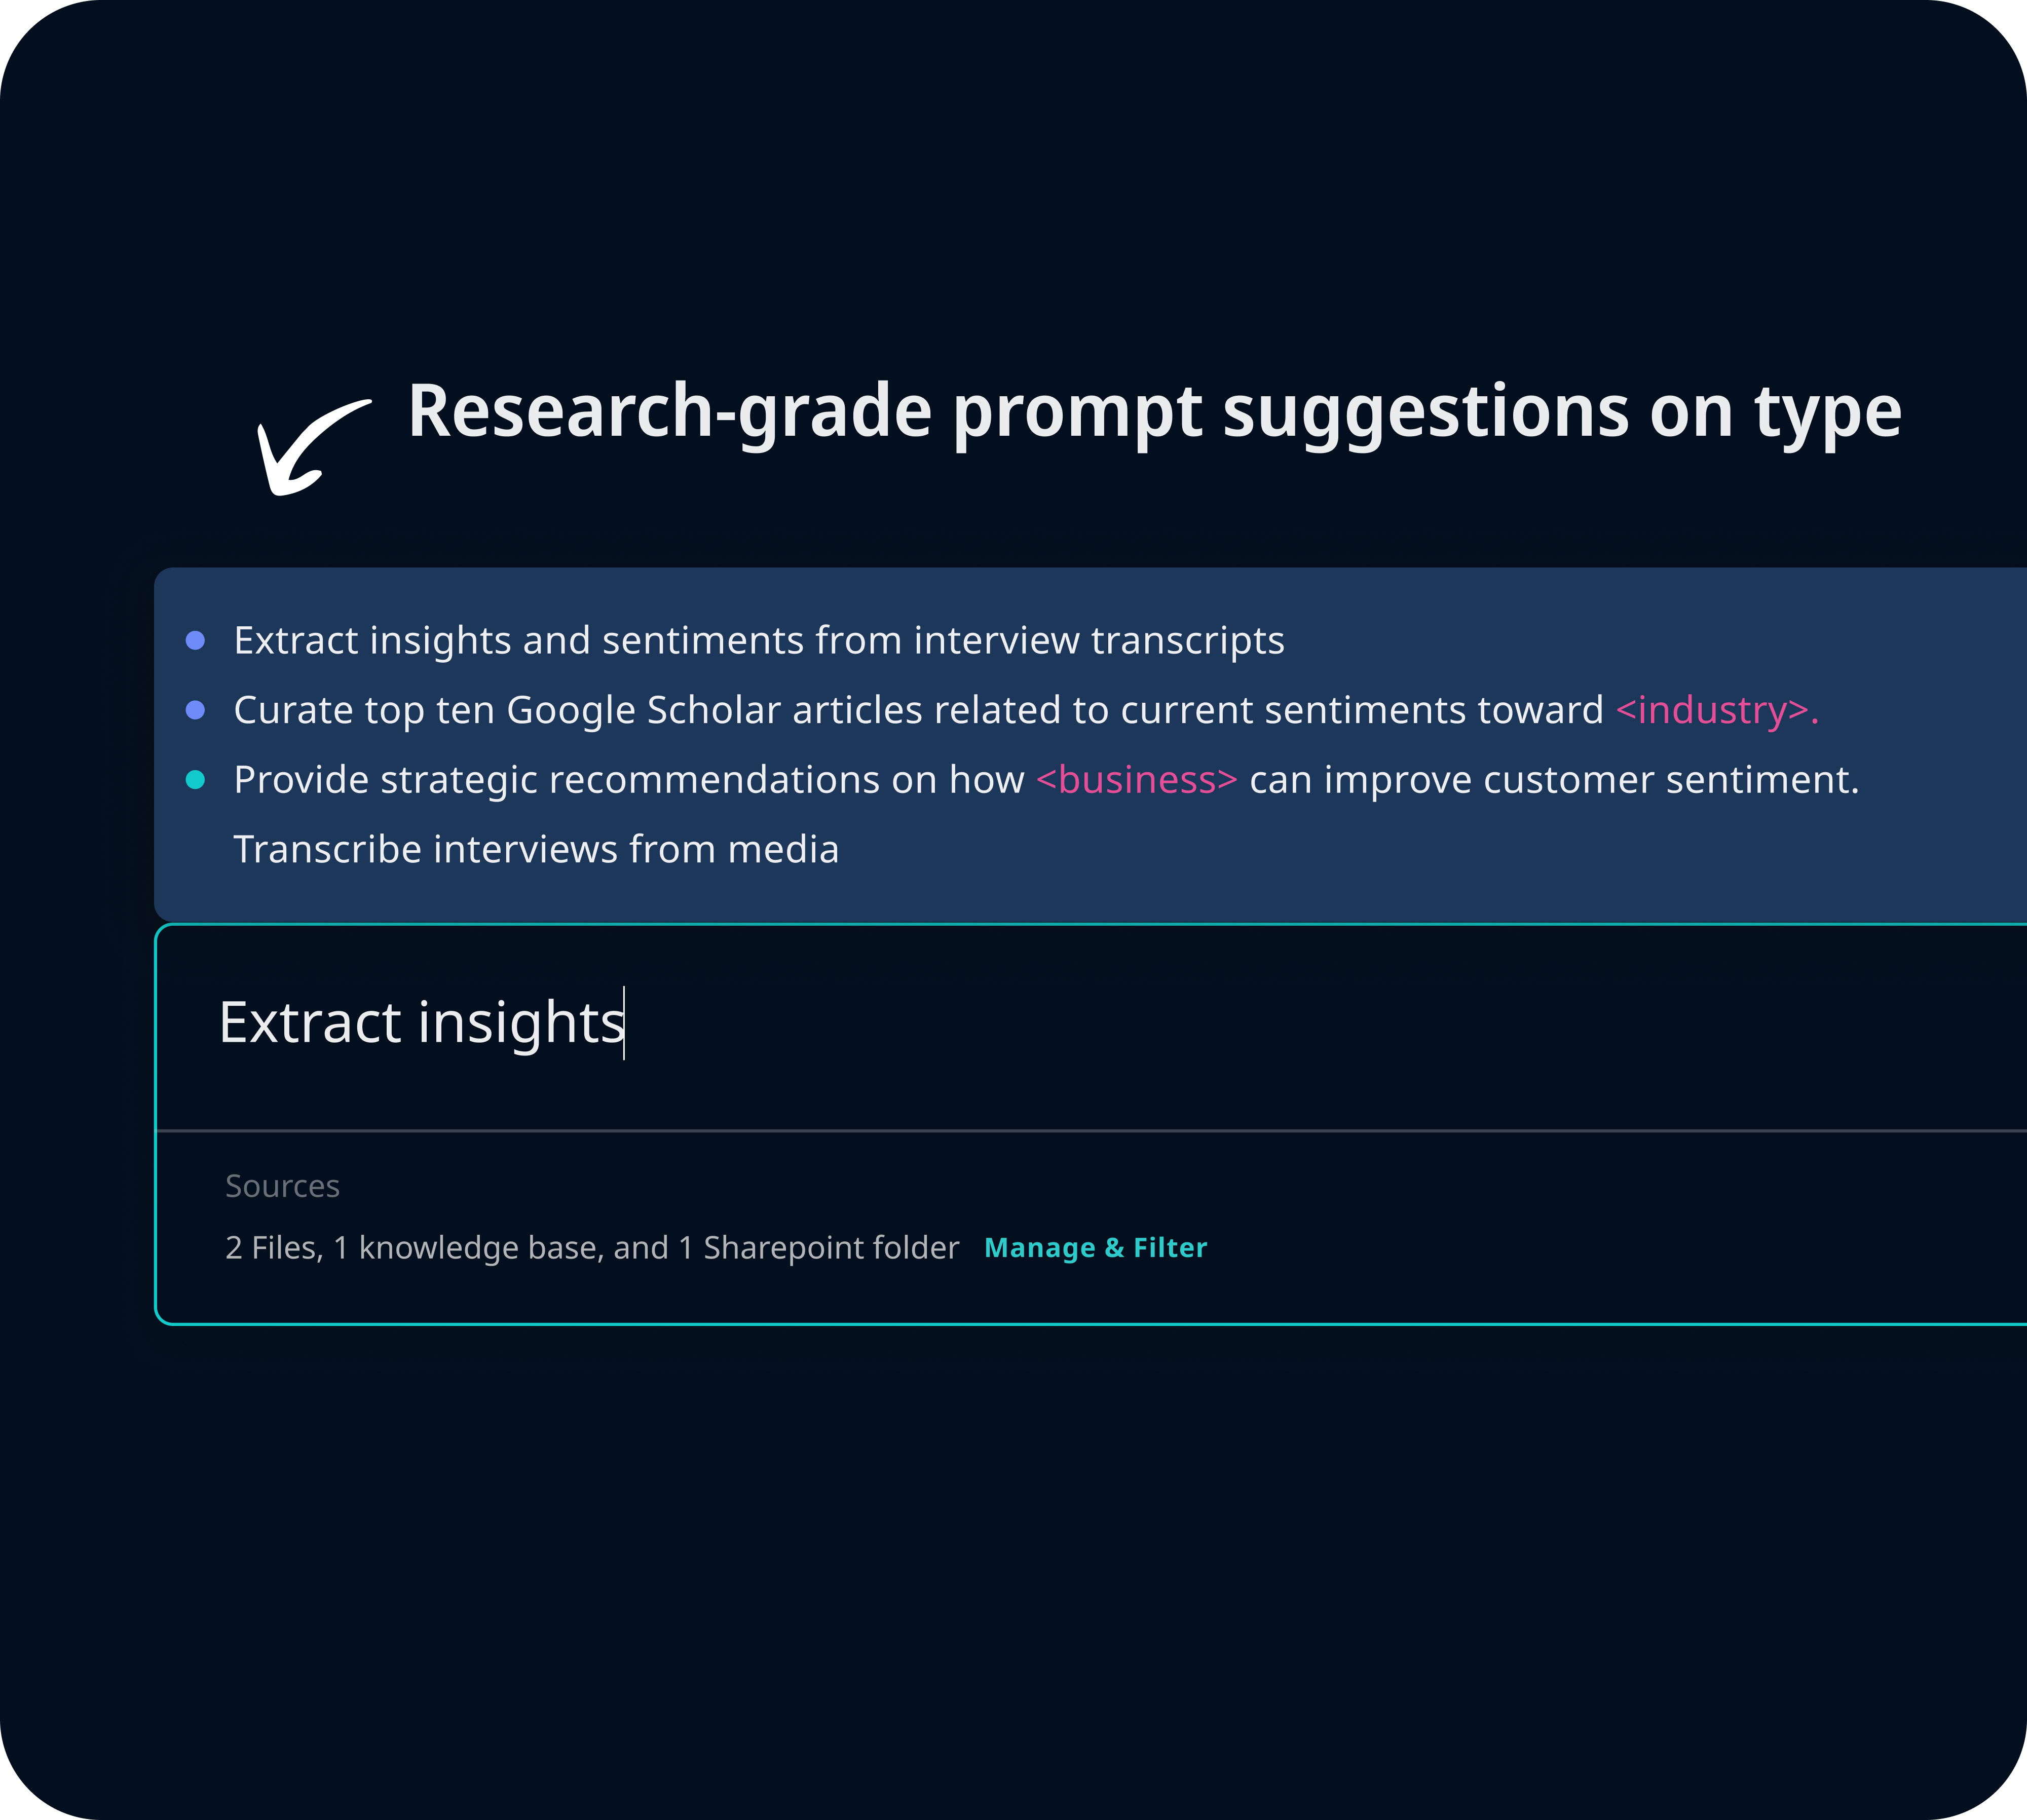 Research-grade prompt suggestions on type
Extract insights and sentiments from interview transcripts
Curate top ten Google Scholar articles related to current sentiments toward <industry>.
Provide strategic recommendations on how <business> can improve customer sentiment.
Transcribe interviews from media
Extract insights
Sources
2 Files, 1 knowledge base, and 1 Sharepoint folder Manage & Filter